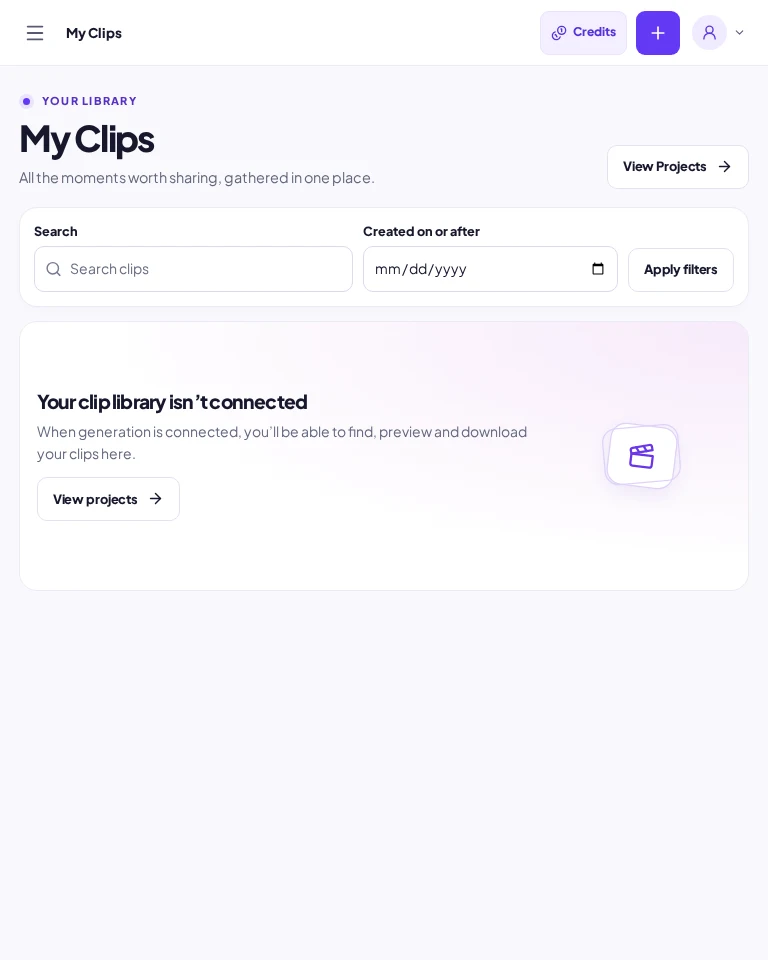 My Clips
Credits
YOUR LIBRARY
My Clips
All the moments worth sharing, gathered in one place.
View Projects
Search
Created on or after
Search clips
mm/dd/yyyy
Apply filters
Your clip library isn’t connected
When generation is connected, you’ll be able to find, preview and download
your clips here.
View projects